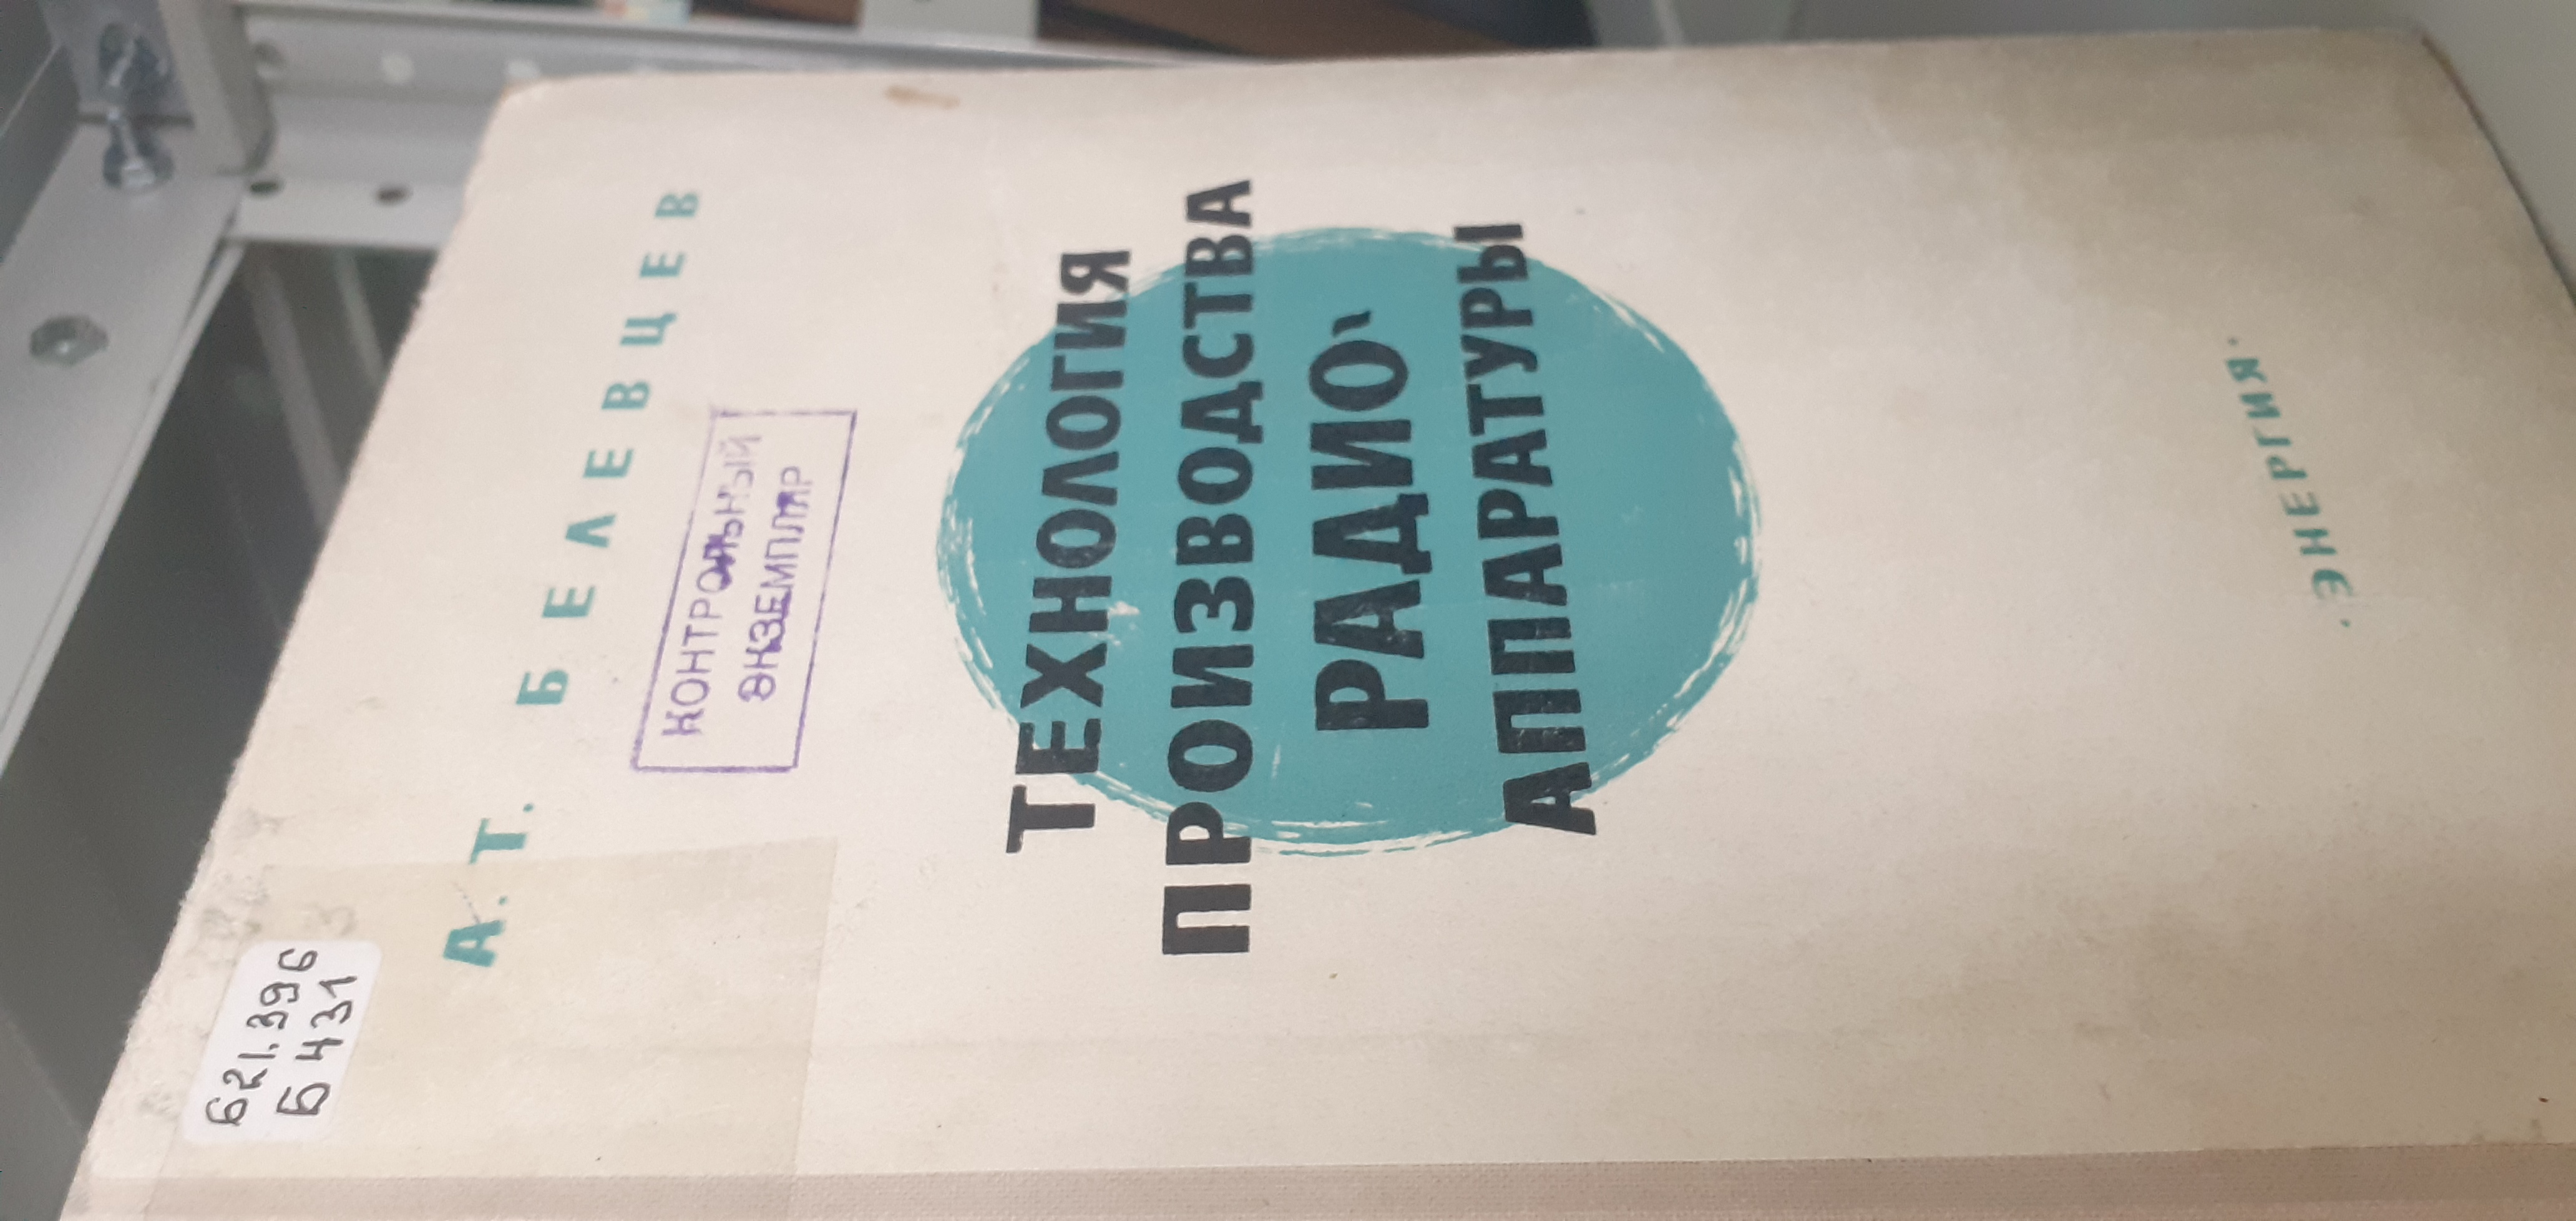 621.396
Б 431
А. Т. БЕЛЕВЦЕВ
КОНТРОЛЬНЫЙ
ЭКЗЕМПЛЯР
ТЕХНОЛОГИЯ
ПРОИЗВОДСТВА
РАДИО-
АППАРАТУРЫ
·ЭНЕРГИЯ·